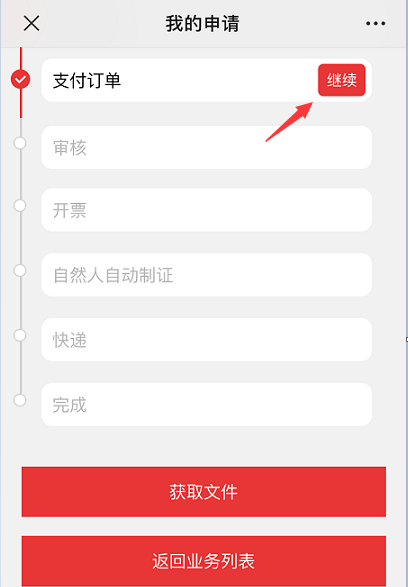 我的申请
支付订单
继续
审核
开票
自然人自动制证
快递
完成
获取文件
返回业务列表